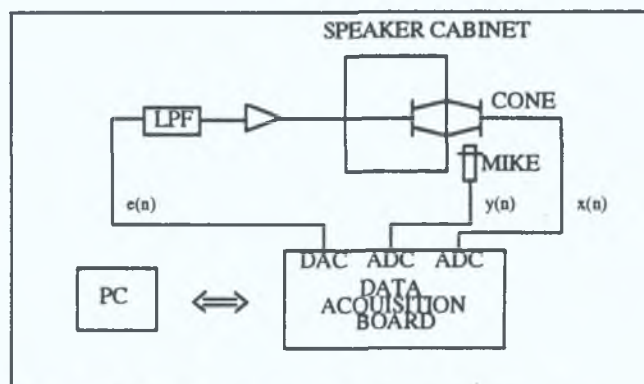 SPEAKER CABINET
LPF
CONE
MIKE
e(n)
y(n)
x(n)
DAC ADC ADC
DATA
ACQUISITION
BOARD
PC